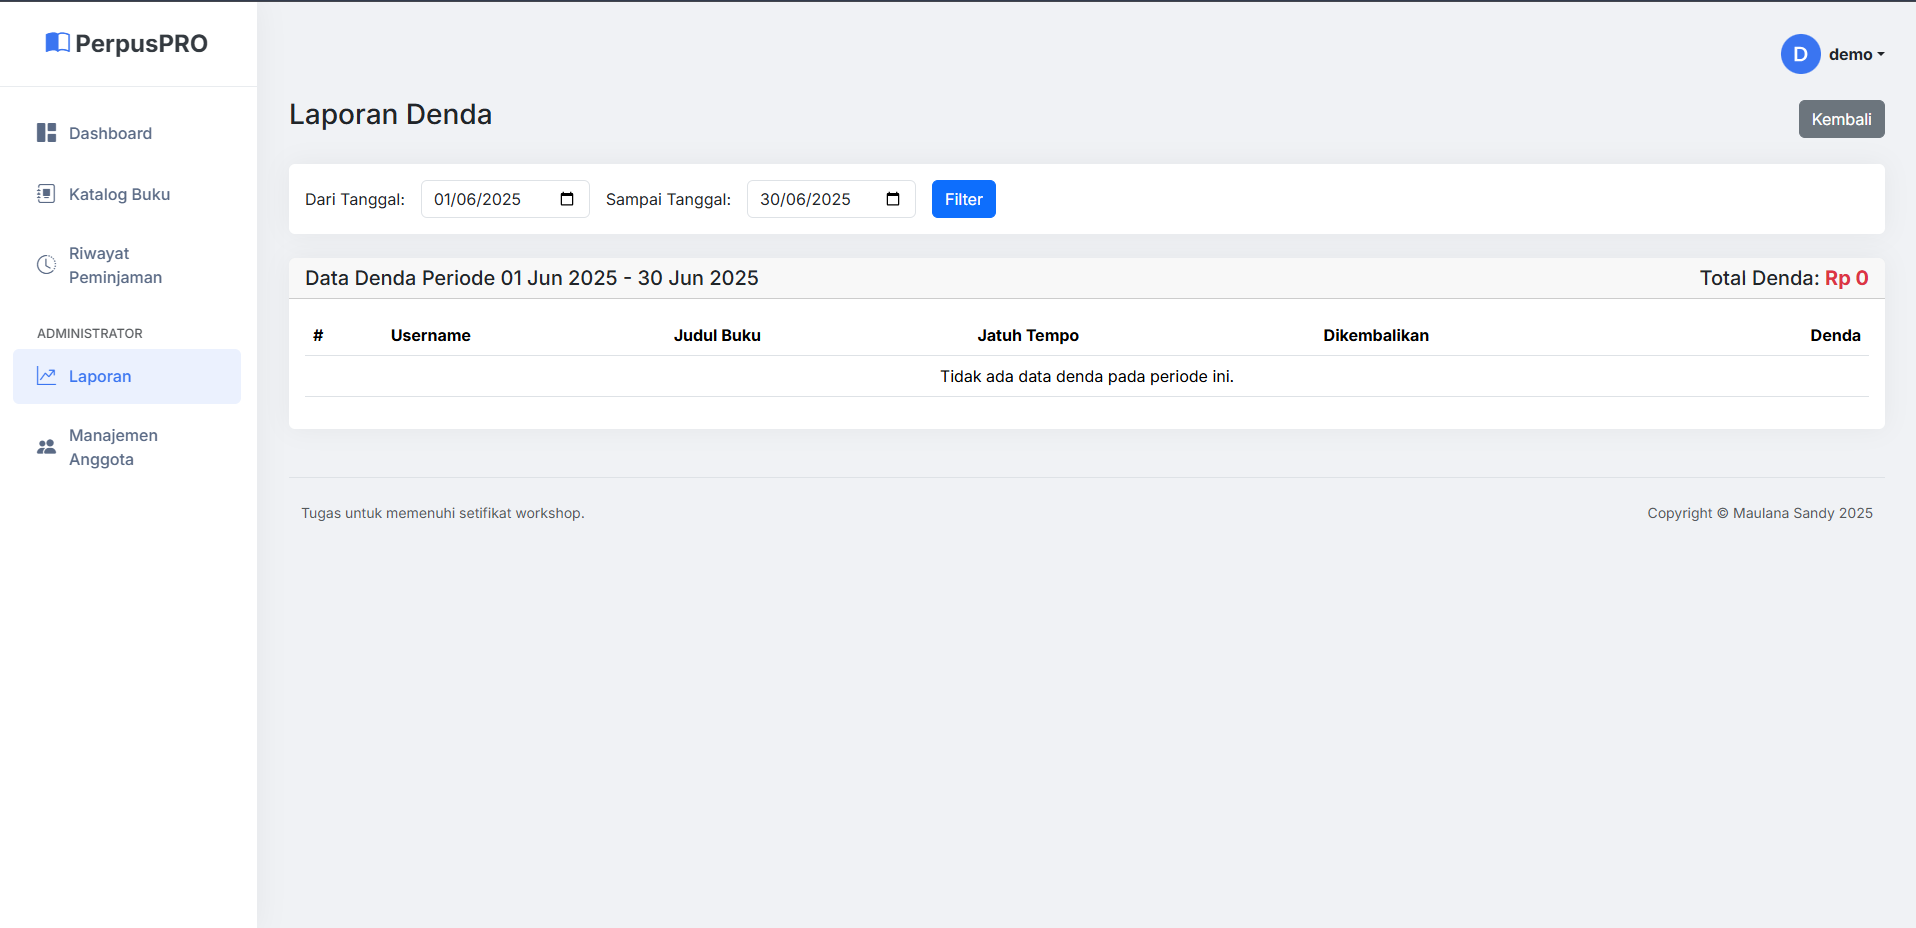 PerpusPRO
D demo
Dashboard
Katalog Buku
Riwayat
Peminjaman
ADMINISTRATOR
Laporan
Manajemen
Anggota
Laporan Denda
Kembali
Dari Tanggal: 01/06/2025 Sampai Tanggal: 30/06/2025 Filter
Data Denda Periode 01 Jun 2025 - 30 Jun 2025 Total Denda: Rp 0
# Username Judul Buku Jatuh Tempo Dikembalikan Denda
Tidak ada data denda pada periode ini.
Tugas untuk memenuhi setifikat workshop. Copyright © Maulana Sandy 2025